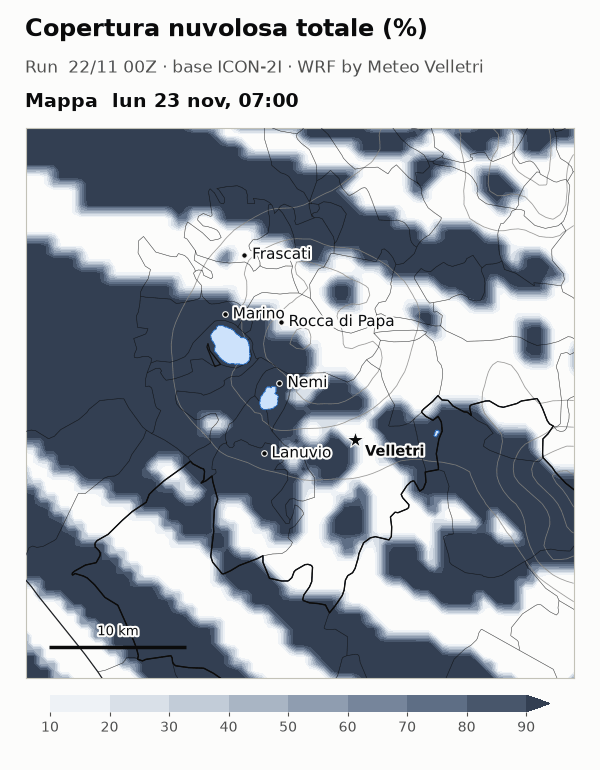 Copertura nuvolosa totale (%)
Run  22/11 00Z · base ICON-2I · WRF by Meteo Velletri
Mappa  lun 23 nov, 07:00
Frascati
Marino
Rocca di Papa
Nemi
Lanuvio
Velletri
10 km
10 20 30 40 50 60 70 80 90